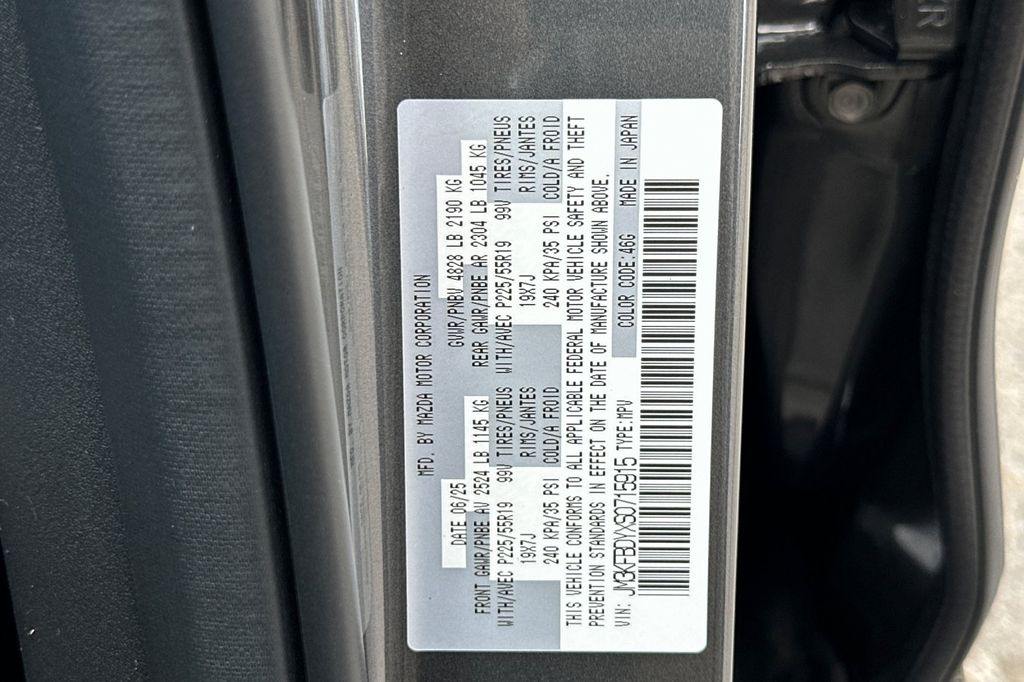 MFD. BY MAZDA MOTOR CORPORATION
DATE 06/25 GVWR/PNBV 4828 LB 2190 KG
FRONT GAWR/PNBE AV 2524 LB 1145 KG REAR GAWR/PNBE AR 2304 LB 1045 KG
WITH/AVEC P225/55R19 99V TIRES/PNEUS WITH/AVEC P225/55R19 99V TIRES/PNEUS
19X7J RIMS/JANTES 19X7J RIMS/JANTES
240 KPA/35 PSI COLD/A FROID 240 KPA/35 PSI COLD/A FROID
THIS VEHICLE CONFORMS TO ALL APPLICABLE FEDERAL MOTOR VEHICLE SAFETY AND THEFT
PREVENTION STANDARDS IN EFFECT ON THE DATE OF MANUFACTURE SHOWN ABOVE.
VIN: JM3KFBDYXS0715915 TYPE:MPV COLOR CODE:46G MADE IN JAPAN